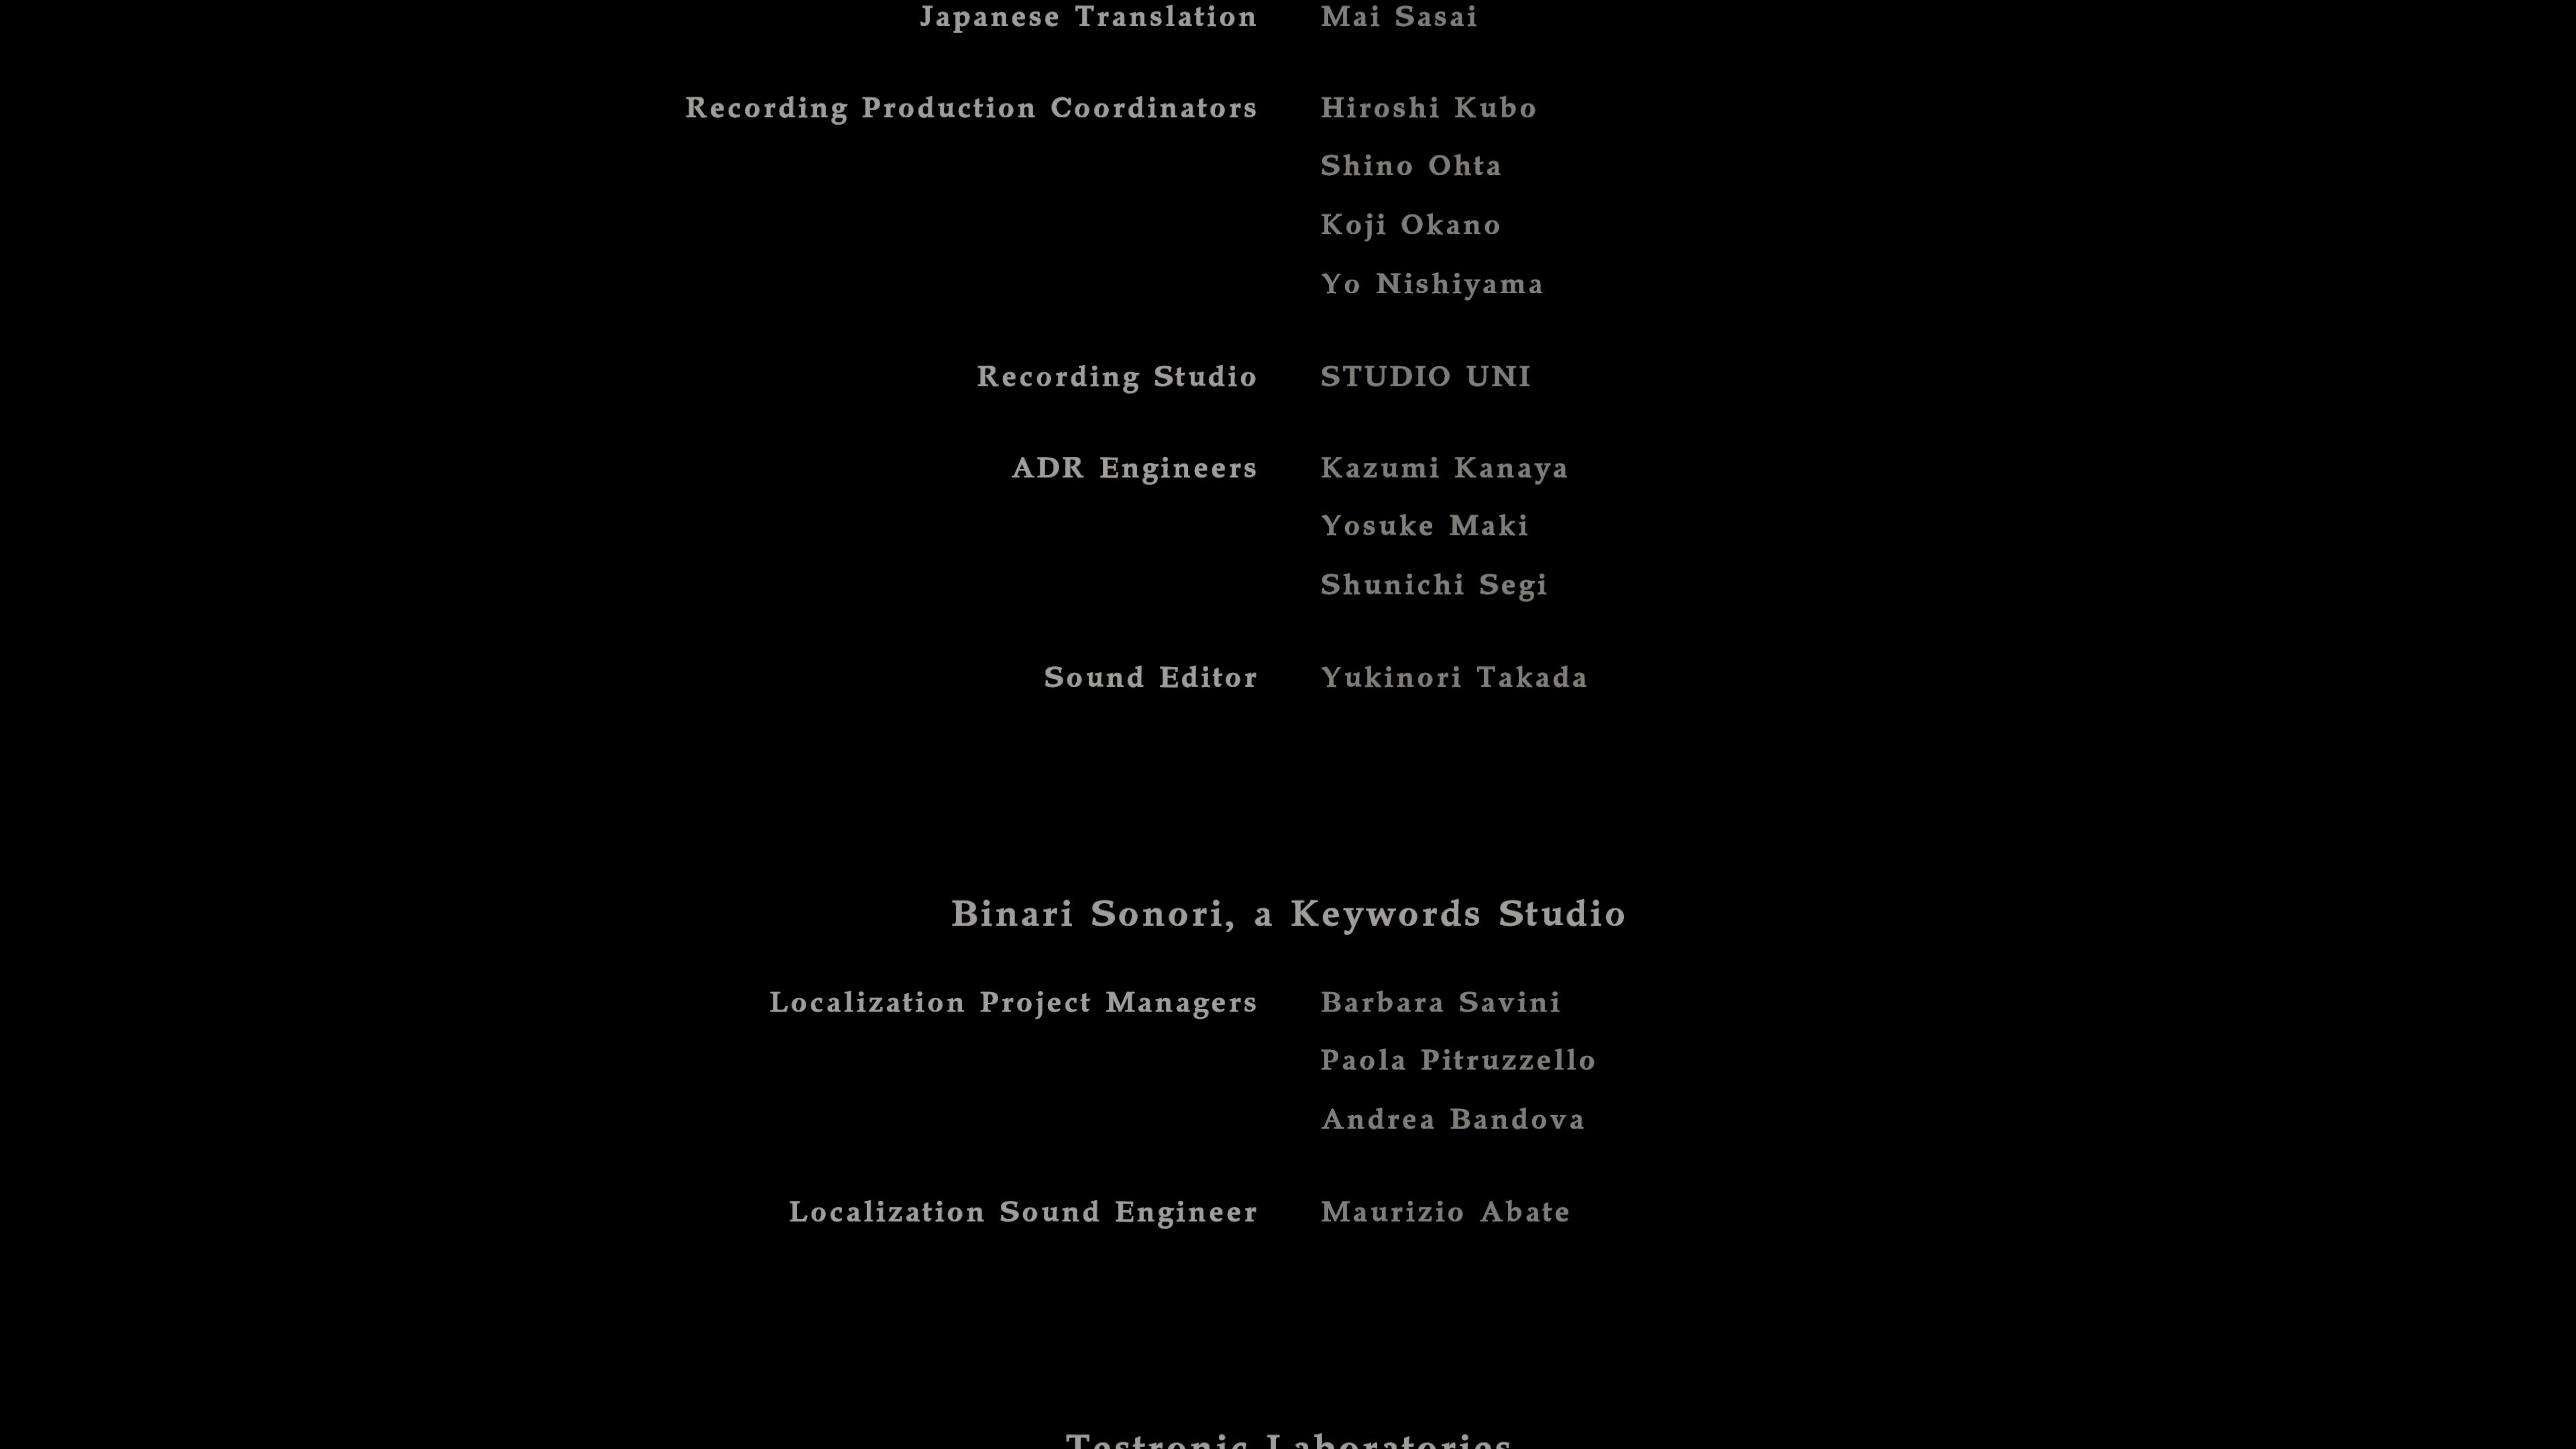 Japanese Translation Mai Sasai
Recording Production Coordinators Hiroshi Kubo
Shino Ohta
Koji Okano
Yo Nishiyama
Recording Studio STUDIO UNI
ADR Engineers Kazumi Kanaya
Yosuke Maki
Shunichi Segi
Sound Editor Yukinori Takada
Binari Sonori, a Keywords Studio
Localization Project Managers Barbara Savini
Paola Pitruzzello
Andrea Bandova
Localization Sound Engineer Maurizio Abate
Testronic Laboratories